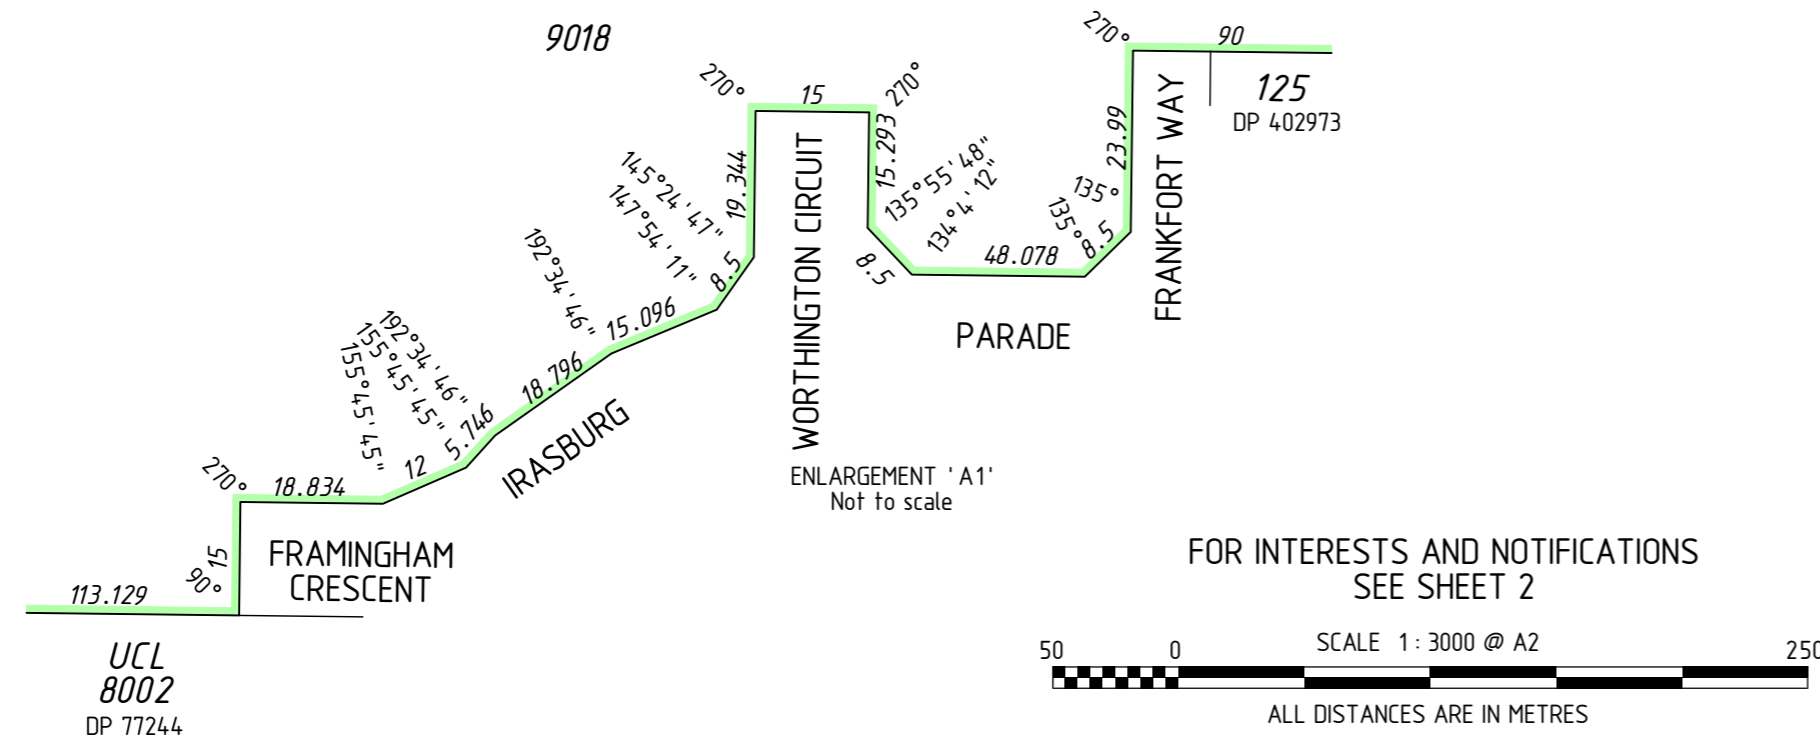 9018
270°
90
125
DP 402973
FRANKFORT WAY
23.99
135°
135°
8.5
48.078
PARADE
270°
15
270°
15.293
135°55'48"
134°4'12"
8.5
WORTHINGTON CIRCUIT
19.344
145°24'47"
147°54'11"
8.5
192°34'46"
15.096
18.796
192°34'46"
155°45'45"
155°45'45"
5.746
12
IRASBURG
270°
18.834
15
90°
FRAMINGHAM
CRESCENT
113.129
UCL
8002
DP 77244
ENLARGEMENT 'A1'
Not to scale
FOR INTERESTS AND NOTIFICATIONS
SEE SHEET 2
SCALE 1 : 3000 @ A2
50 0 250
ALL DISTANCES ARE IN METRES